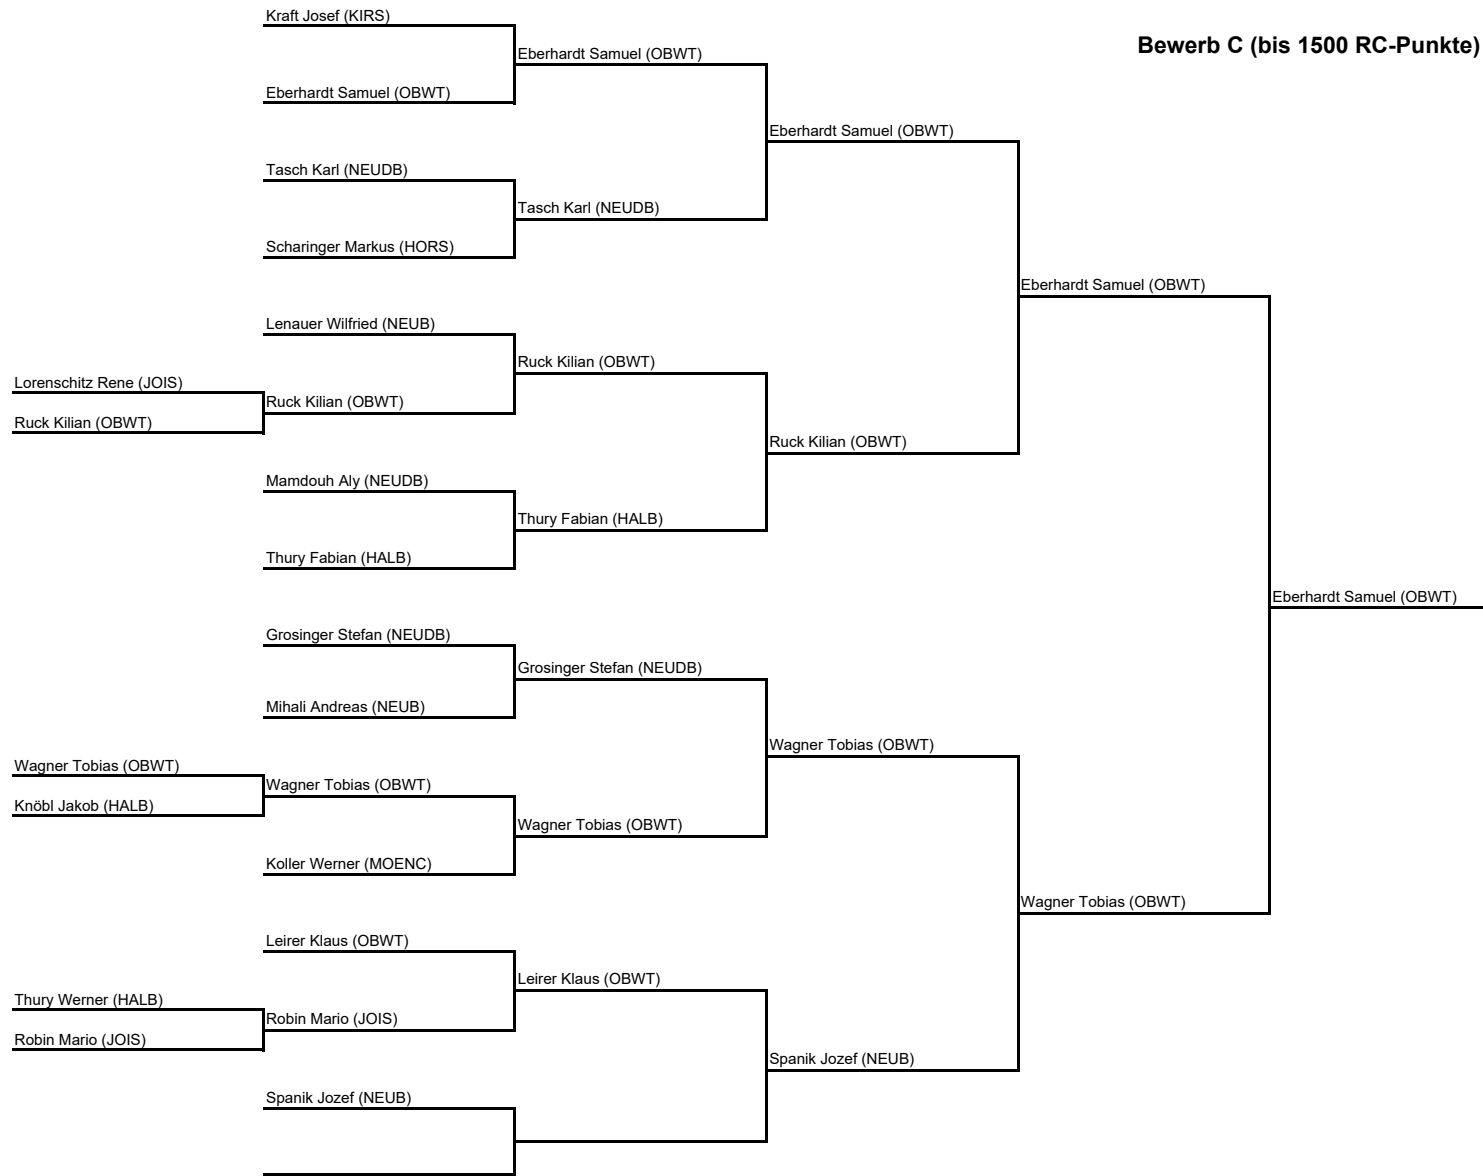 Kraft Josef (KIRS)
Bewerb C (bis 1500 RC-Punkte)
Eberhardt Samuel (OBWT)
Eberhardt Samuel (OBWT)
Eberhardt Samuel (OBWT)
Tasch Karl (NEUDB)
Tasch Karl (NEUDB)
Scharinger Markus (HORS)
Eberhardt Samuel (OBWT)
Lenauer Wilfried (NEUB)
Ruck Kilian (OBWT)
Lorenschitz Rene (JOIS)
Ruck Kilian (OBWT)
Ruck Kilian (OBWT)
Ruck Kilian (OBWT)
Mamdouh Aly (NEUDB)
Thury Fabian (HALB)
Thury Fabian (HALB)
Eberhardt Samuel (OBWT)
Grosinger Stefan (NEUDB)
Grosinger Stefan (NEUDB)
Mihali Andreas (NEUB)
Wagner Tobias (OBWT)
Wagner Tobias (OBWT)
Wagner Tobias (OBWT)
Knöbl Jakob (HALB)
Wagner Tobias (OBWT)
Koller Werner (MOENC)
Wagner Tobias (OBWT)
Leirer Klaus (OBWT)
Leirer Klaus (OBWT)
Thury Werner (HALB)
Robin Mario (JOIS)
Robin Mario (JOIS)
Spanik Jozef (NEUB)
Spanik Jozef (NEUB)